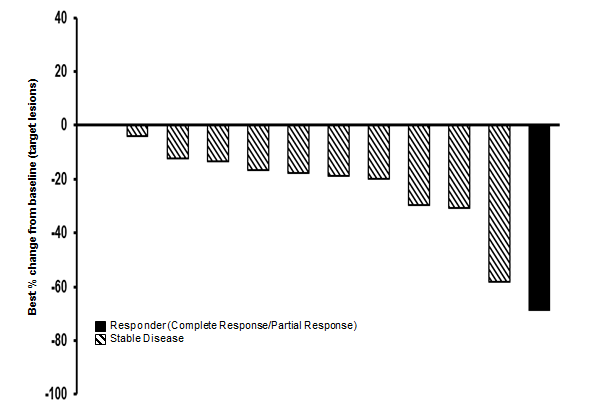 40
20
0
-20
-40
-60
-80
-100
Best % change from baseline (target lesions)
Responder (Complete Response/Partial Response)
Stable Disease